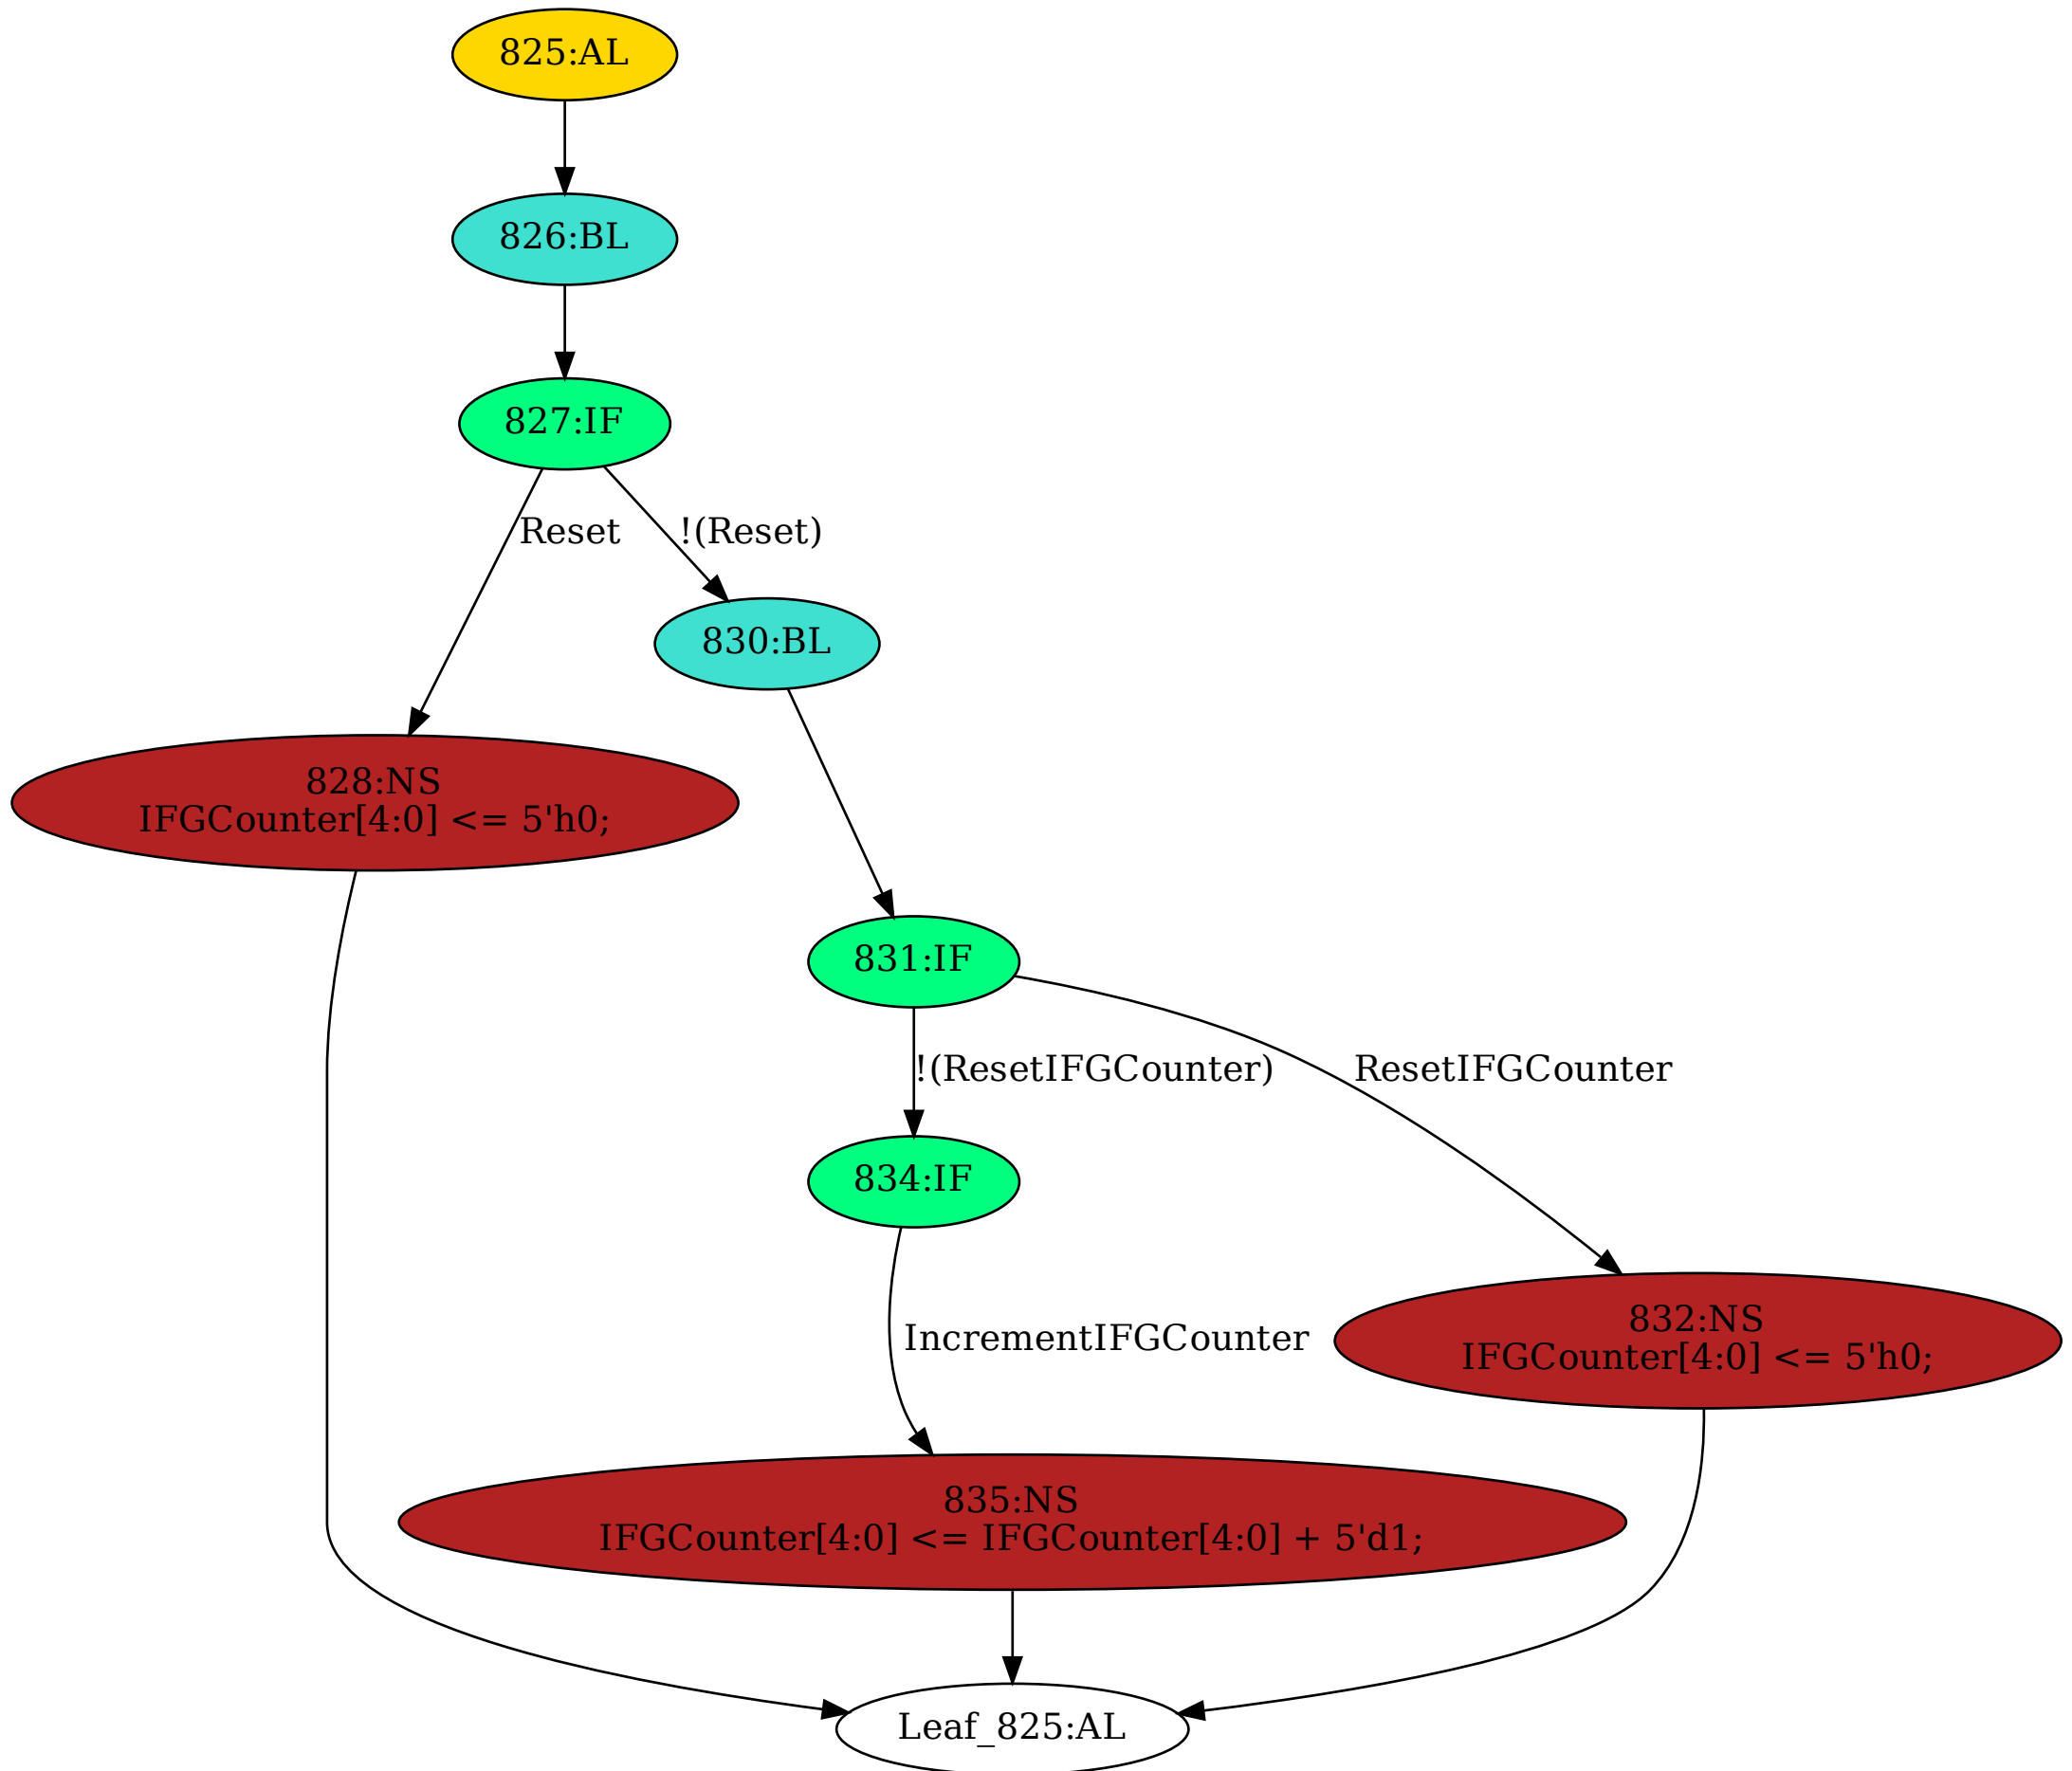 825:AL
826:BL
827:IF
Reset
!(Reset)
830:BL
828:NS
IFGCounter[4:0] <= 5'h0;
831:IF
!(ResetIFGCounter)
ResetIFGCounter
834:IF
IncrementIFGCounter
832:NS
IFGCounter[4:0] <= 5'h0;
835:NS
IFGCounter[4:0] <= IFGCounter[4:0] + 5'd1;
Leaf_825:AL